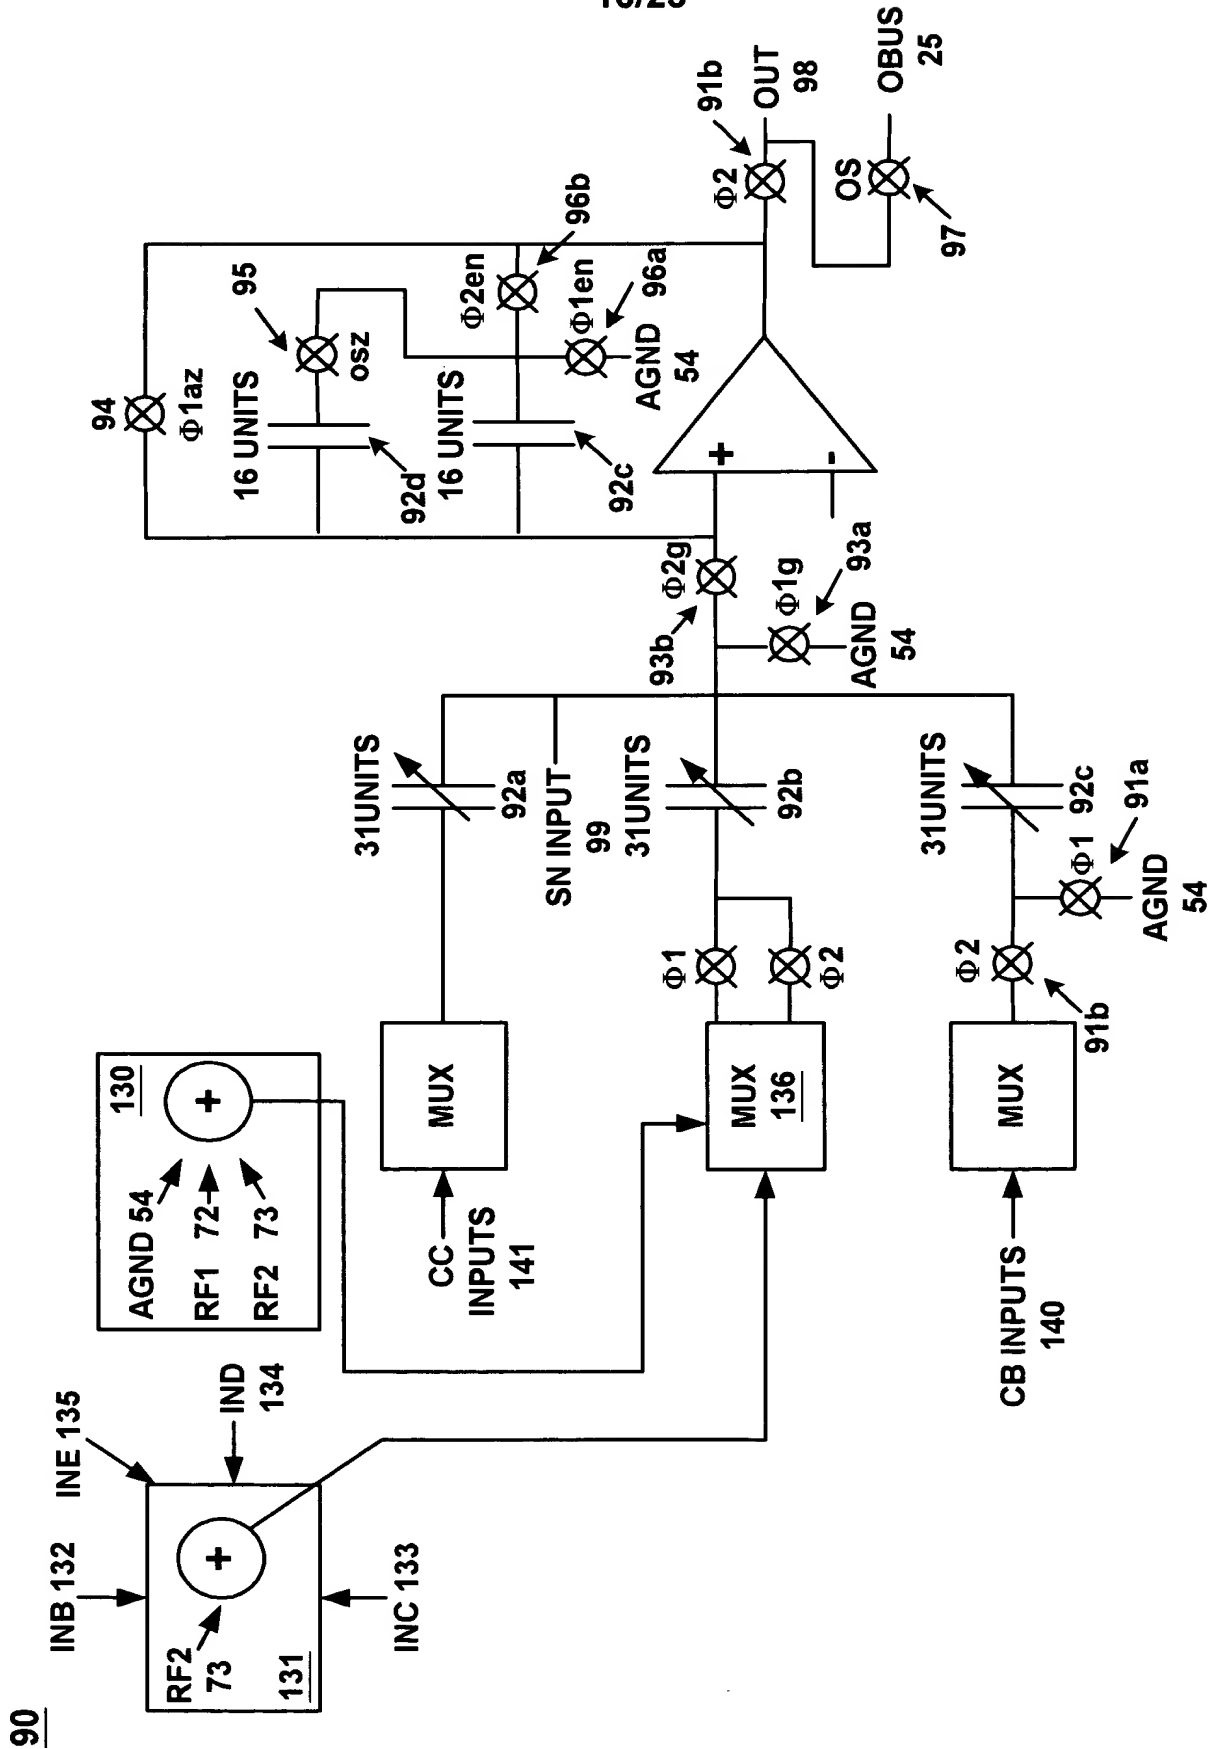 16/25
90
INB 132
INE 135
RF2
73
131
IND
134
INC 133
130
AGND 54
RF1 72
RF2 73
+
+
CC
INPUTS
141
MUX
MUX
136
CB INPUTS
140
MUX
Φ1
Φ2
Φ2
91b
Φ1
91a
AGND
54
31UNITS
92a
SN INPUT
99
31UNITS
92b
31UNITS
92c
93b
Φ2g
Φ1g
93a
AGND
54
94
Φ1az
16 UNITS
92d
95
osz
16 UNITS
92c
Φ2en
96b
Φ1en
96a
AGND
54
+
-
Φ2
91b
OUT
98
OS
97
OBUS
25